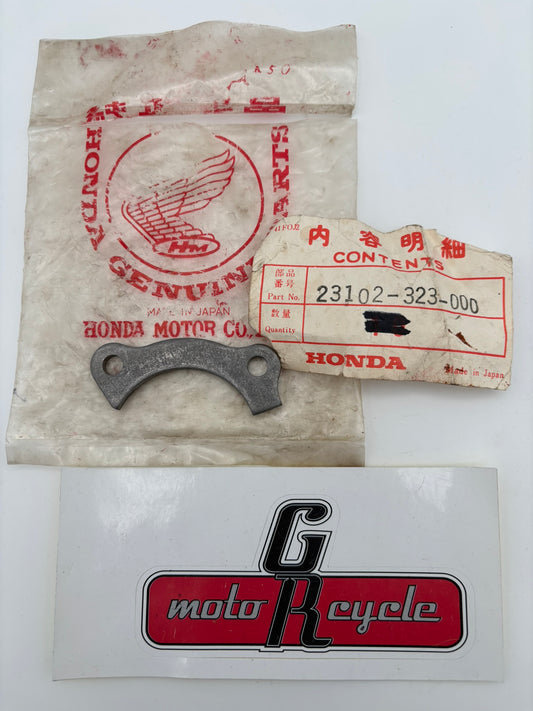 HONDA
PARTS
HM
GENUINE
MADE IN JAPAN
HONDA MOTOR CO.,
内容明細
CONTENTS
部品
番号
Part No. 23102-323-000
数量
Quantity
HONDA
Made in Japan
G
moto R cycle